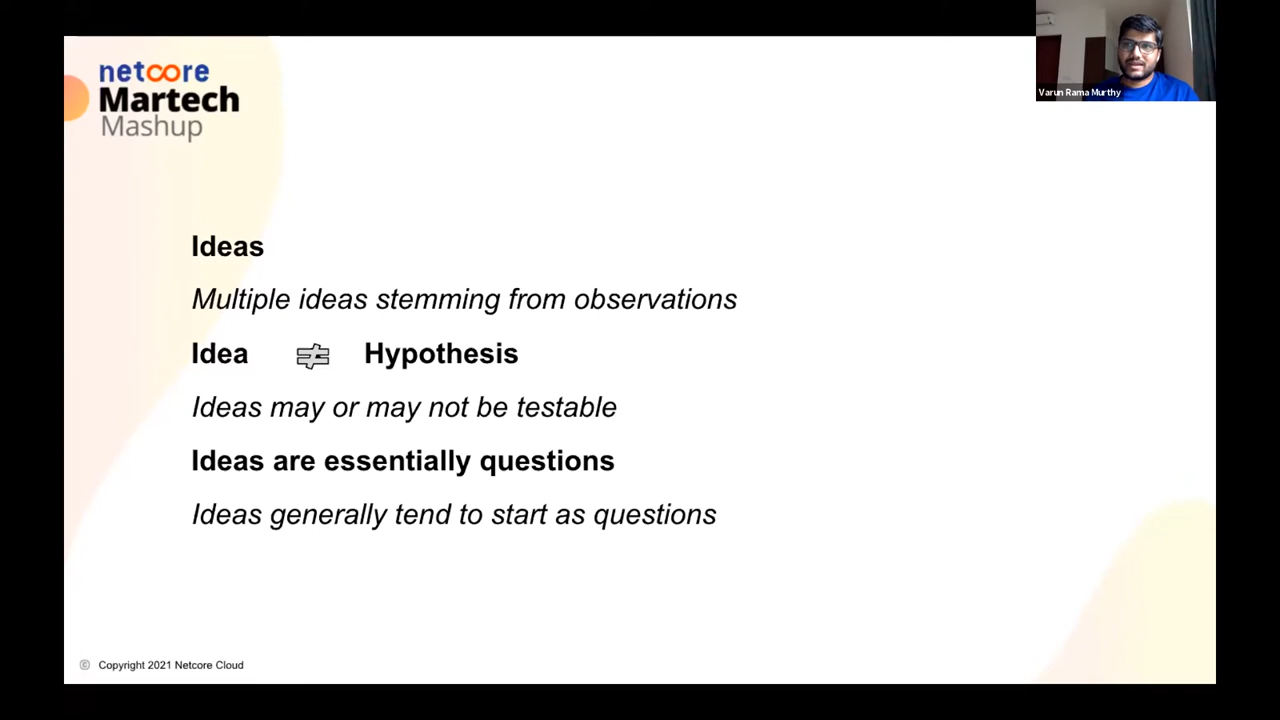 netcore
Martech
Mashup
Varun Rama Murthy
Ideas
Multiple ideas stemming from observations
Idea ≠ Hypothesis
Ideas may or may not be testable
Ideas are essentially questions
Ideas generally tend to start as questions
© Copyright 2021 Netcore Cloud